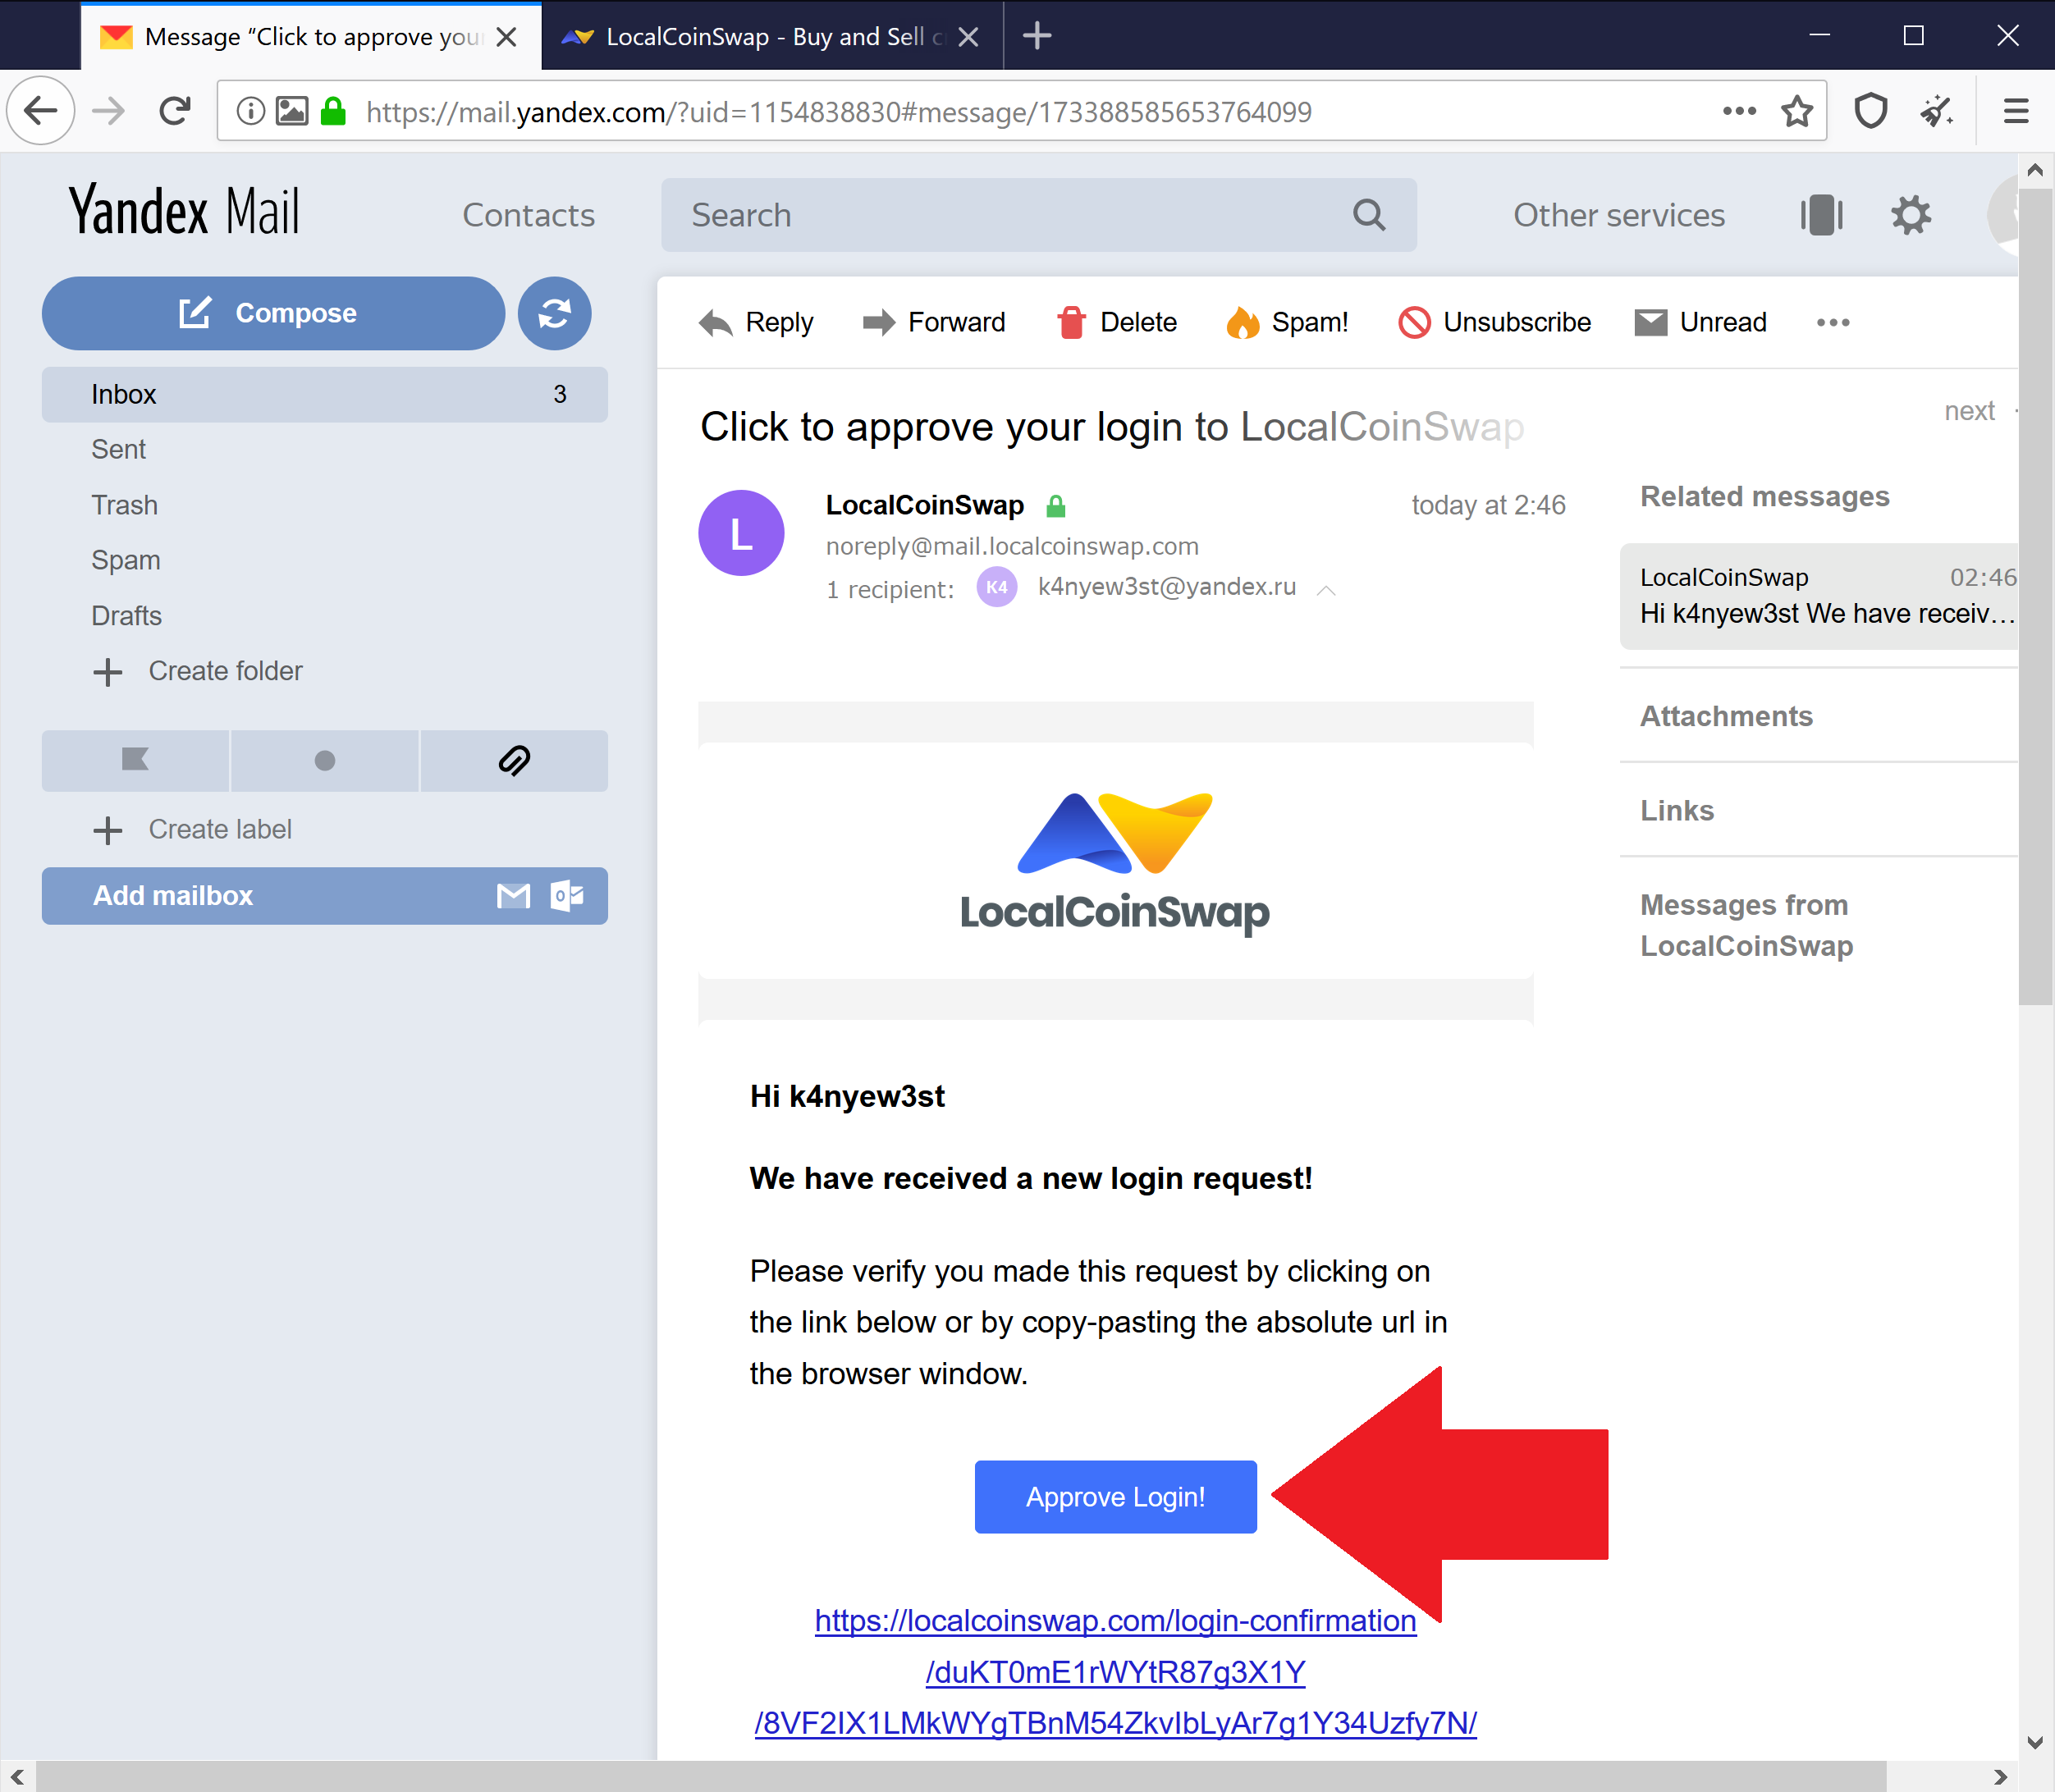 Message “Click to approve you
LocalCoinSwap - Buy and Sell c
https://mail.yandex.com/?uid=1154838830#message/173388585653764099
Yandex Mail
Contacts
Search
Other services
Compose
Reply
Forward
Delete
Spam!
Unsubscribe
Unread
Inbox 3
Sent
Trash
Spam
Drafts
Create folder
Create label
Add mailbox
Click to approve your login to LocalCoinSwap
next
L
LocalCoinSwap
today at 2:46
noreply@mail.localcoinswap.com
1 recipient: K4 k4nyew3st@yandex.ru
Related messages
LocalCoinSwap 02:46
Hi k4nyew3st We have receiv...
Attachments
Links
Messages from
LocalCoinSwap
LocalCoinSwap
Hi k4nyew3st
We have received a new login request!
Please verify you made this request by clicking on
the link below or by copy-pasting the absolute url in
the browser window.
Approve Login!
https://localcoinswap.com/login-confirmation
/duKT0mE1rWYtR87g3X1Y
/8VF2IX1LMkWYgTBnM54ZkvIbLyAr7g1Y34Uzfy7N/